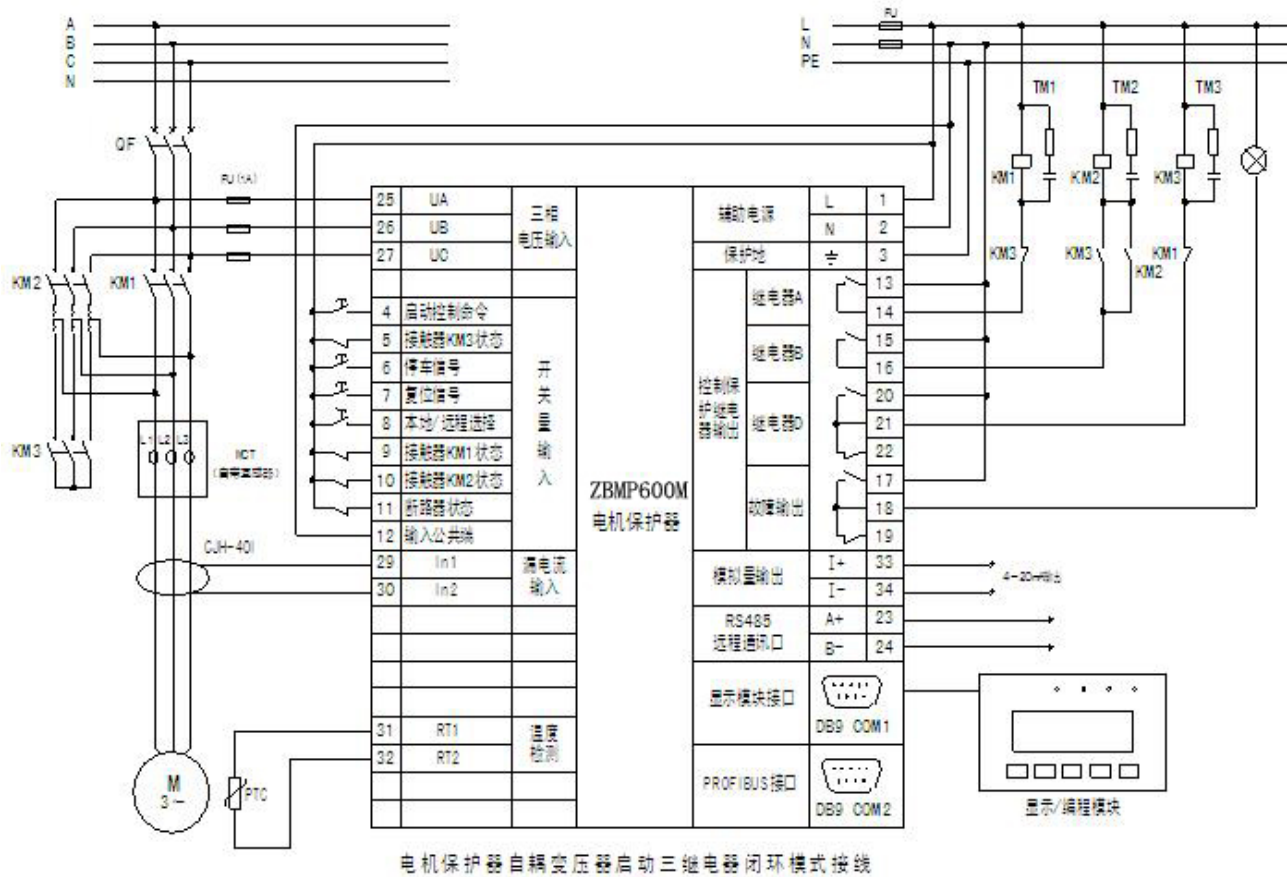 A
B
C
N
QF
FU(1A)
KM2
KM1
KM3
L1 L2 L3
MCT
CJH-40I
M
3~
PTC
25 UA
26 UB
27 UC
三相
电压输入
4 启动控制命令
5 接触器KM3状态
6 停车信号
7 复位信号
8 本地/远程选择
9 接触器KM1状态
10 接触器KM2状态
11 断路器状态
12 输入公共端
开
关
量
输
入
29 In1
30 In2
漏电流
输入
31 RT1
32 RT2
温度
检测
ZBMP600M
电机保护器
辅助电源
L 1
N 2
保护地 3
控制保
护继电
器输出
继电器A
13
14
继电器B
15
16
继电器D
20
21
22
故障输出
17
18
19
模拟量输出
I+ 33
I- 34
4-20mA输出
RS485
远程通讯口
A+ 23
B- 24
显示模块接口
DB9 COM1
PROFIBUS接口
DB9 COM2
显示/编程模块
L
N
PE
FU
TM1
TM2
TM3
KM1
KM2
KM3
KM3
KM3
KM2
KM1
电机保护器自耦变压器启动三继电器闭环模式接线